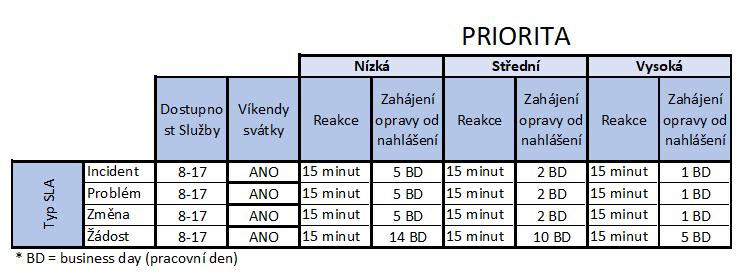 PRIORITA
Nízká Střední Vysoká
Dostupno
st Služby
Víkendy
svátky
Reakce
Zahájení
opravy od
nahlášení
Reakce
Zahájení
opravy od
nahlášení
Reakce
Zahájení
opravy od
nahlášení
Typ SLA
Incident 8-17 ANO 15 minut 5 BD 15 minut 2 BD 15 minut 1 BD
Problém 8-17 ANO 15 minut 5 BD 15 minut 2 BD 15 minut 1 BD
Změna 8-17 ANO 15 minut 5 BD 15 minut 2 BD 15 minut 1 BD
Žádost 8-17 ANO 15 minut 14 BD 15 minut 10 BD 15 minut 5 BD
* BD = business day (pracovní den)